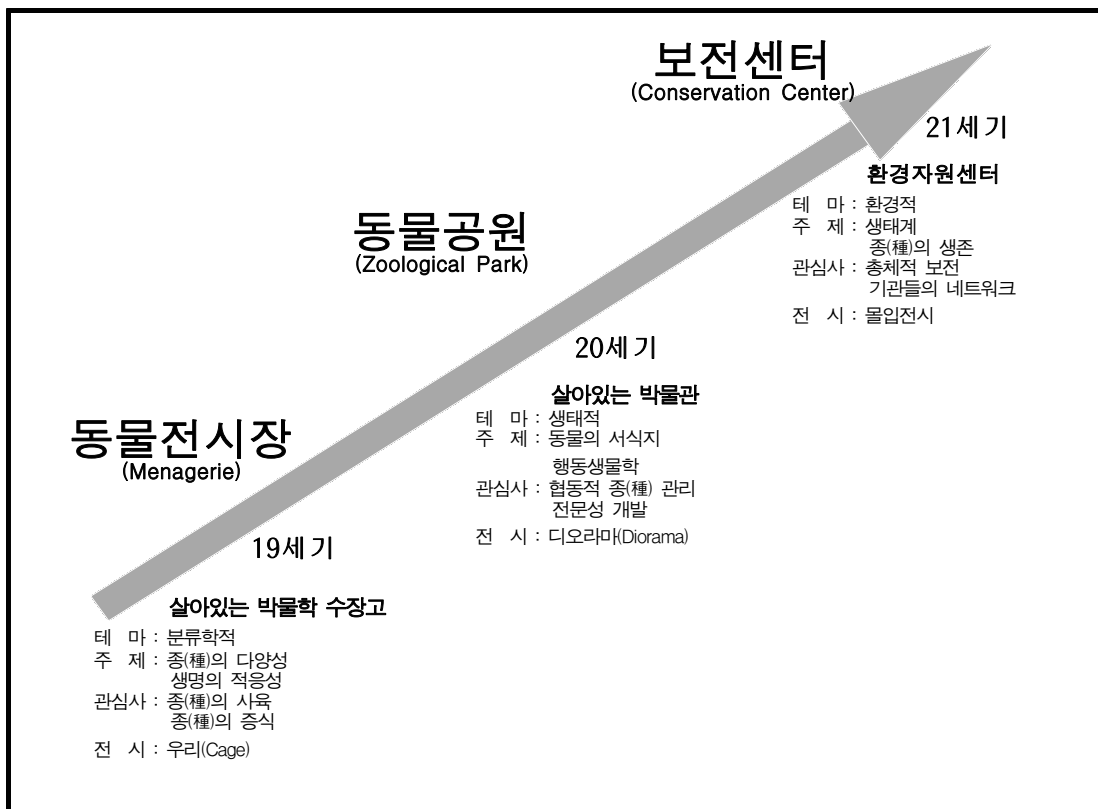 보전센터
(Conservation Center)
21세기
환경자원센터
테 마 : 환경적
주 제 : 생태계
종(種)의 생존
관심사 : 총체적 보전
기관들의 네트워크
전 시 : 몰입전시
동물공원
(Zoological Park)
20세기
살아있는 박물관
테 마 : 생태적
주 제 : 동물의 서식지
행동생물학
관심사 : 협동적 종(種) 관리
전문성 개발
전 시 : 디오라마(Diorama)
동물전시장
(Menagerie)
19세기
살아있는 박물학 수장고
테 마 : 분류학적
주 제 : 종(種)의 다양성
생명의 적응성
관심사 : 종(種)의 사육
종(種)의 증식
전 시 : 우리(Cage)